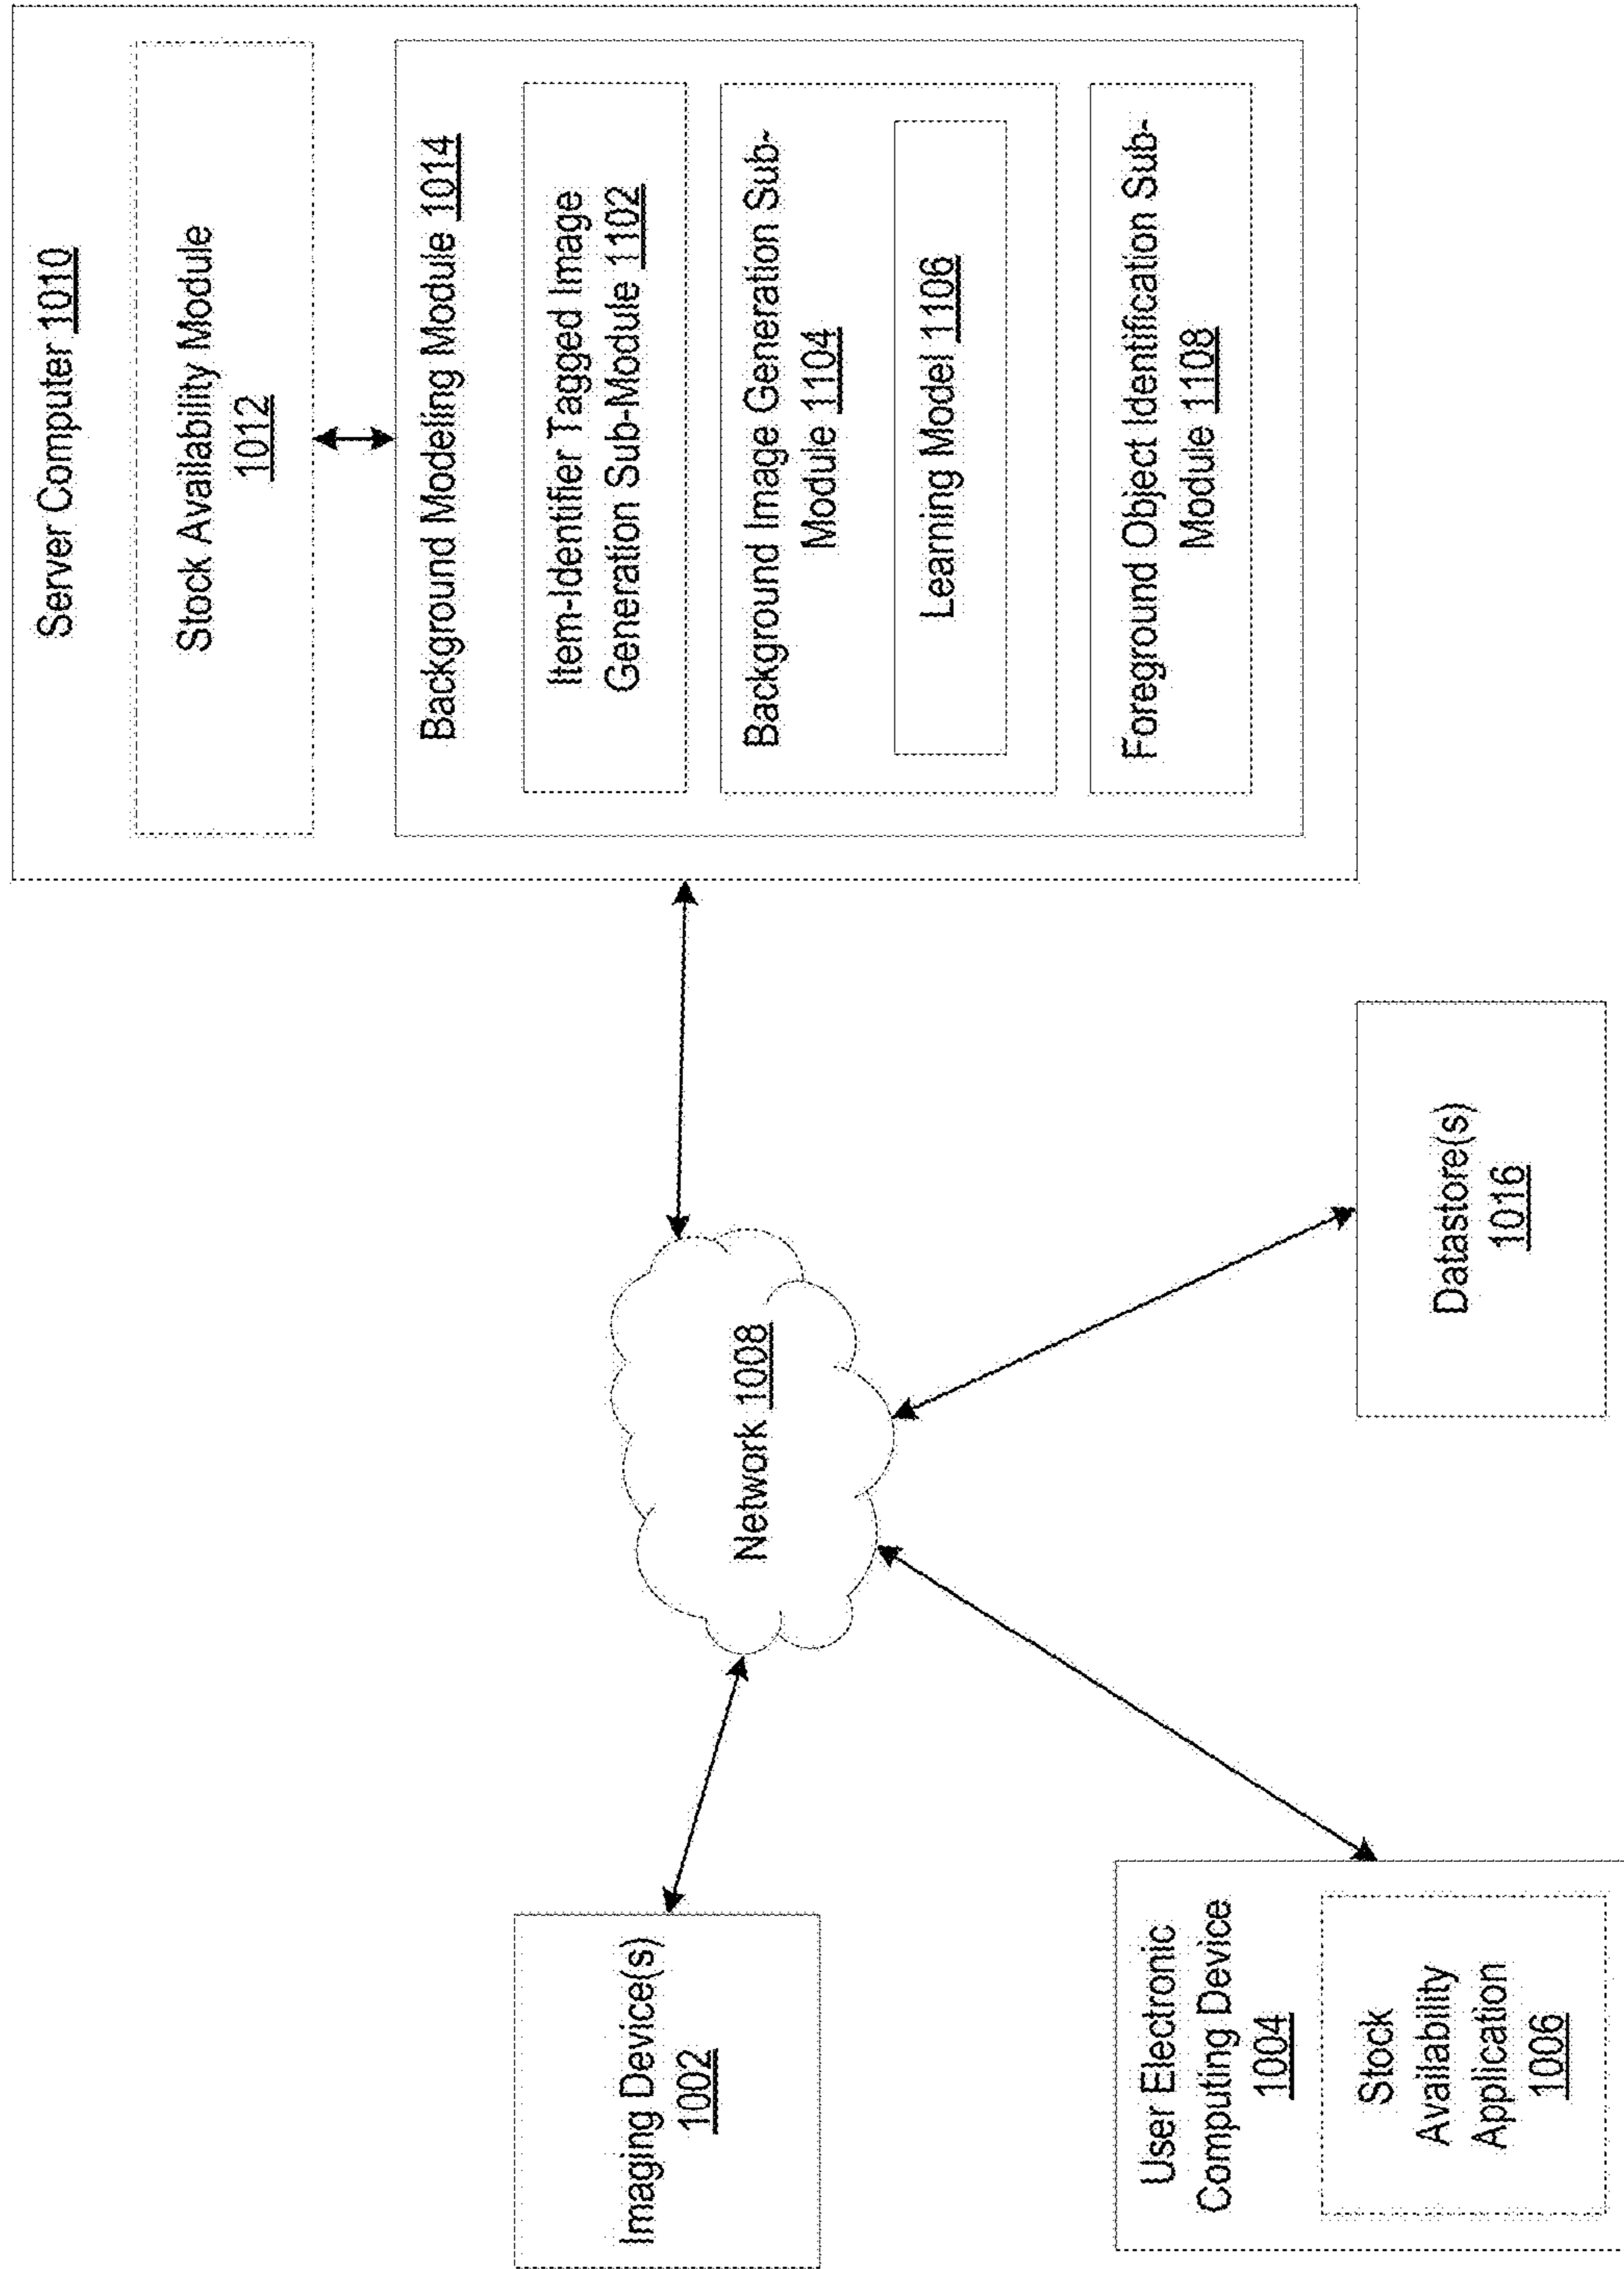 Server Computer 1010
Stock Availability Module
1012
Background Modeling Module 1014
Item-Identifier Tagged Image
Generation Sub-Module 1102
Background Image Generation Sub-
Module 1104
Learning Model 1106
Foreground Object Identification Sub-
Module 1108
Network 1008
Datastore(s)
1016
Imaging Device(s)
1002
User Electronic
Computing Device
1004
Stock
Availability
Application
1006